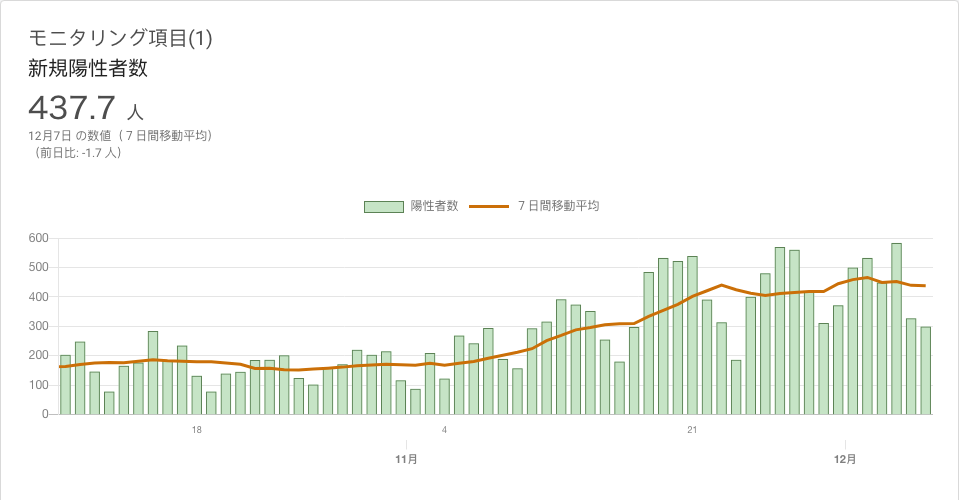 モニタリング項目(1)
新規陽性者数
437.7 人
12月7日 の数値（７日間移動平均）
（前日比: -1.7 人）
陽性者数 ７日間移動平均
600
500
400
300
200
100
0
18 4 21
11月 12月